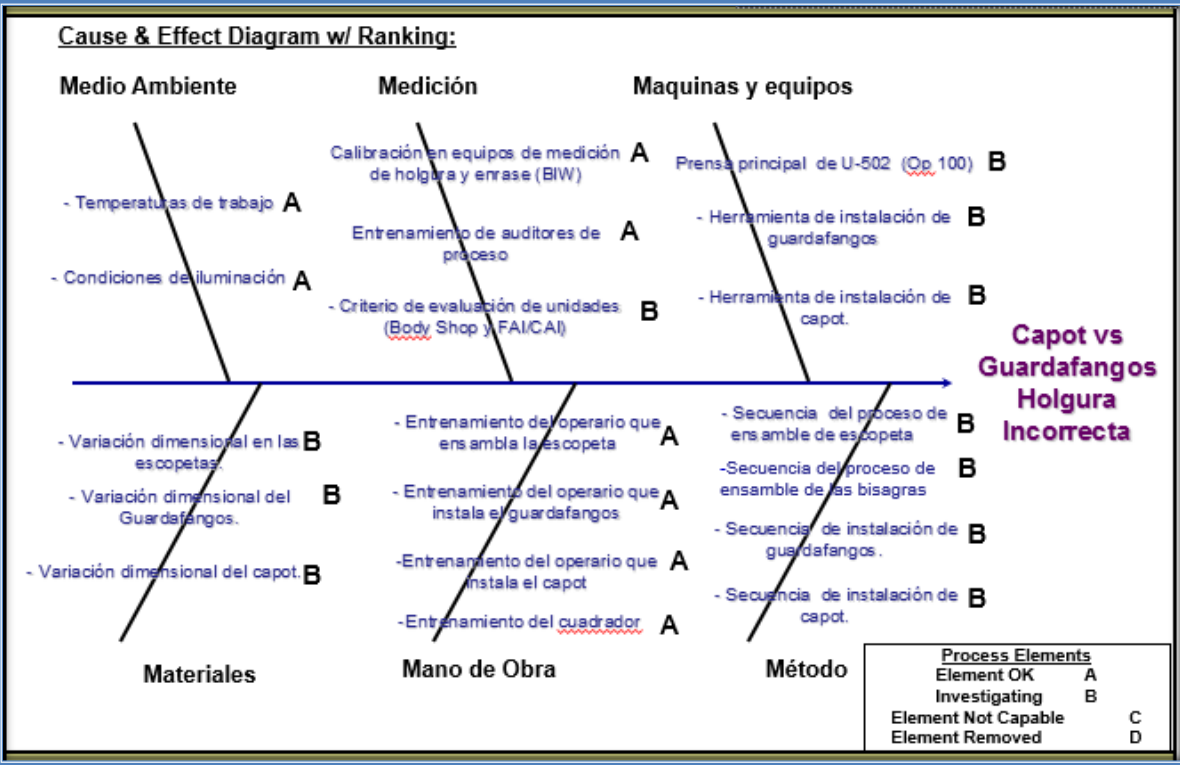 Cause & Effect Diagram w/ Ranking:
Medio Ambiente
- Temperaturas de trabajo A
- Condiciones de iluminación A
Medición
Calibración en equipos de medición A
de holgura y enrase (BIW)
Entrenamiento de auditores de A
proceso
- Criterio de evaluación de unidades B
(Body Shop y FAI/CAI)
Maquinas y equipos
Prensa principal de U-502 (Op 100) B
- Herramienta de instalación de B
guardafangos
- Herramienta de instalación de B
capot.
Capot vs
Guardafangos
Holgura
Incorrecta
- Variación dimensional en las B
escopetas.
- Variación dimensional del B
Guardafangos.
- Variación dimensional del capot. B
Materiales
- Entrenamiento del operario que A
ensambla la escopeta
- Entrenamiento del operario que A
instala el guardafangos
-Entrenamiento del operario que A
instala el capot
-Entrenamiento del cuadrador A
Mano de Obra
- Secuencia del proceso de B
ensamble de escopeta
-Secuencia del proceso de B
ensamble de las bisagras
- Secuencia de instalación de B
guardafangos.
- Secuencia de instalación de B
capot.
Método
Process Elements
Element OK A
Investigating B
Element Not Capable C
Element Removed D